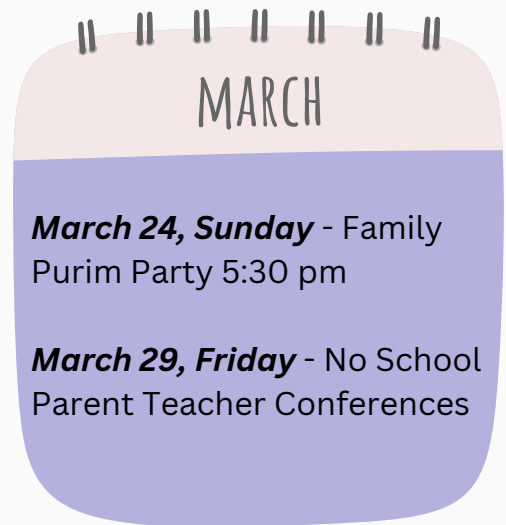 MARCH
March 24, Sunday - Family
Purim Party 5:30 pm
March 29, Friday - No School
Parent Teacher Conferences